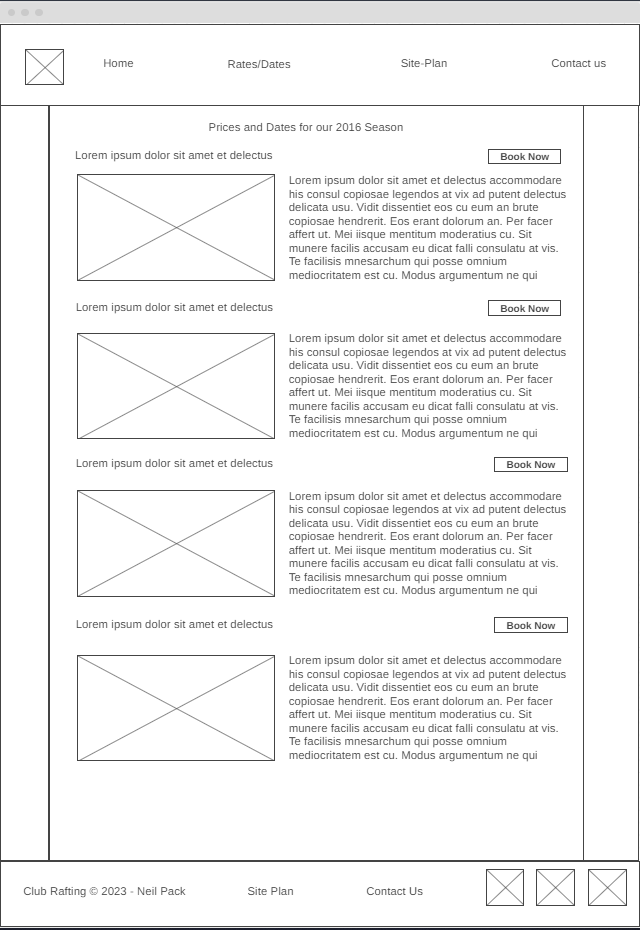 Home Rates/Dates Site-Plan Contact us
Prices and Dates for our 2016 Season
Lorem ipsum dolor sit amet et delectus Book Now
Lorem ipsum dolor sit amet et delectus accommodare
his consul copiosae legendos at vix ad putent delectus
delicata usu. Vidit dissentiet eos cu eum an brute
copiosae hendrerit. Eos erant dolorum an. Per facer
affert ut. Mei iisque mentitum moderatius cu. Sit
munere facilis accusam eu dicat falli consulatu at vis.
Te facilisis mnesarchum qui posse omnium
mediocritatem est cu. Modus argumentum ne qui
Lorem ipsum dolor sit amet et delectus Book Now
Lorem ipsum dolor sit amet et delectus accommodare
his consul copiosae legendos at vix ad putent delectus
delicata usu. Vidit dissentiet eos cu eum an brute
copiosae hendrerit. Eos erant dolorum an. Per facer
affert ut. Mei iisque mentitum moderatius cu. Sit
munere facilis accusam eu dicat falli consulatu at vis.
Te facilisis mnesarchum qui posse omnium
mediocritatem est cu. Modus argumentum ne qui
Lorem ipsum dolor sit amet et delectus Book Now
Lorem ipsum dolor sit amet et delectus accommodare
his consul copiosae legendos at vix ad putent delectus
delicata usu. Vidit dissentiet eos cu eum an brute
copiosae hendrerit. Eos erant dolorum an. Per facer
affert ut. Mei iisque mentitum moderatius cu. Sit
munere facilis accusam eu dicat falli consulatu at vis.
Te facilisis mnesarchum qui posse omnium
mediocritatem est cu. Modus argumentum ne qui
Lorem ipsum dolor sit amet et delectus Book Now
Lorem ipsum dolor sit amet et delectus accommodare
his consul copiosae legendos at vix ad putent delectus
delicata usu. Vidit dissentiet eos cu eum an brute
copiosae hendrerit. Eos erant dolorum an. Per facer
affert ut. Mei iisque mentitum moderatius cu. Sit
munere facilis accusam eu dicat falli consulatu at vis.
Te facilisis mnesarchum qui posse omnium
mediocritatem est cu. Modus argumentum ne qui
Club Rafting © 2023 - Neil Pack Site Plan Contact Us